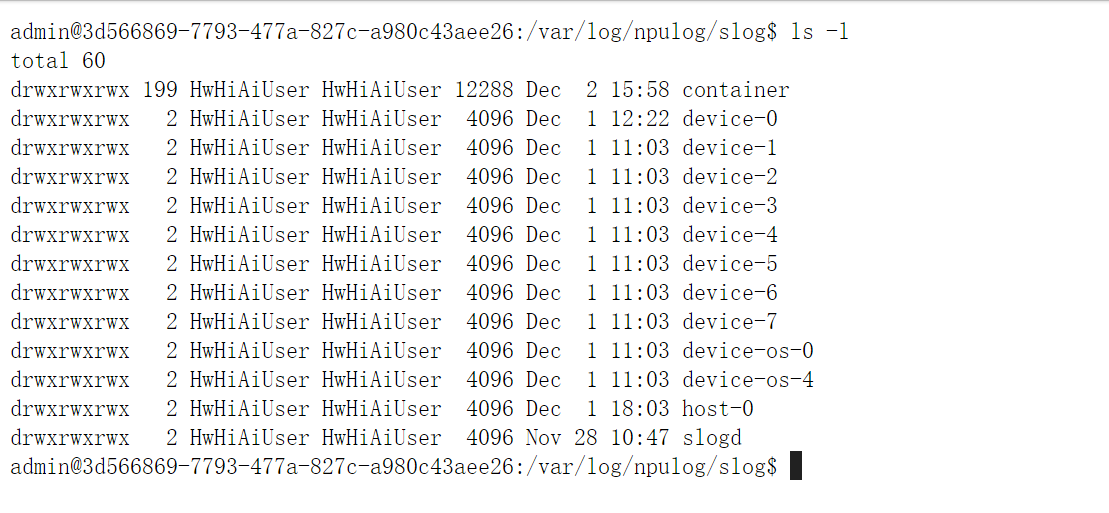 admin@3d566869-7793-477a-827c-a980c43aee26:/var/log/npulog/slog$ ls -l
total 60
drwxrwxrwx 199 HwHiAiUser HwHiAiUser 12288 Dec  2 15:58 container
drwxrwxrwx   2 HwHiAiUser HwHiAiUser  4096 Dec  1 12:22 device-0
drwxrwxrwx   2 HwHiAiUser HwHiAiUser  4096 Dec  1 11:03 device-1
drwxrwxrwx   2 HwHiAiUser HwHiAiUser  4096 Dec  1 11:03 device-2
drwxrwxrwx   2 HwHiAiUser HwHiAiUser  4096 Dec  1 11:03 device-3
drwxrwxrwx   2 HwHiAiUser HwHiAiUser  4096 Dec  1 11:03 device-4
drwxrwxrwx   2 HwHiAiUser HwHiAiUser  4096 Dec  1 11:03 device-5
drwxrwxrwx   2 HwHiAiUser HwHiAiUser  4096 Dec  1 11:03 device-6
drwxrwxrwx   2 HwHiAiUser HwHiAiUser  4096 Dec  1 11:03 device-7
drwxrwxrwx   2 HwHiAiUser HwHiAiUser  4096 Dec  1 11:03 device-os-0
drwxrwxrwx   2 HwHiAiUser HwHiAiUser  4096 Dec  1 11:03 device-os-4
drwxrwxrwx   2 HwHiAiUser HwHiAiUser  4096 Dec  1 18:03 host-0
drwxrwxrwx   2 HwHiAiUser HwHiAiUser  4096 Nov 28 10:47 slogd
admin@3d566869-7793-477a-827c-a980c43aee26:/var/log/npulog/slog$